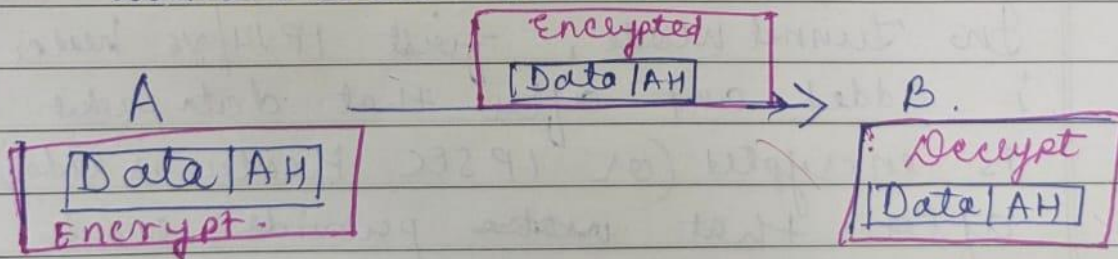 Encrypted
Data|AH
A
B.
Data|AH
Encrypt.
Decrypt
Data|AH